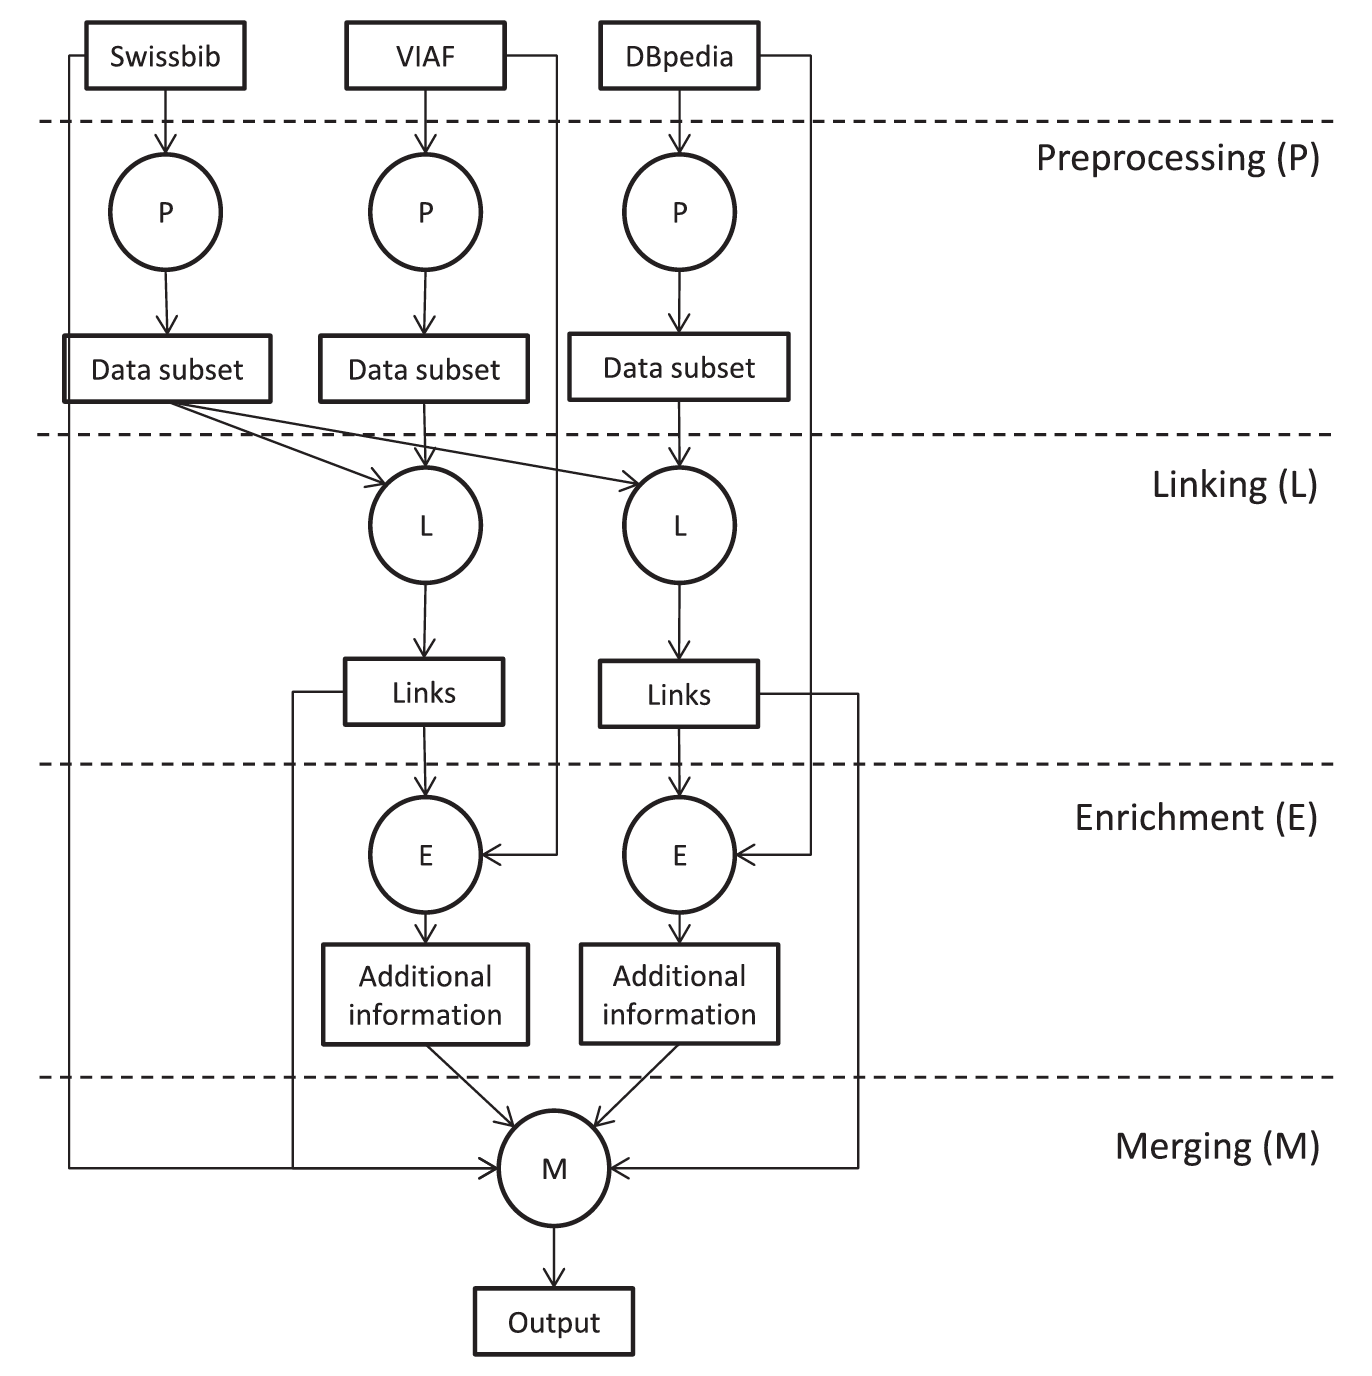 Swissbib
VIAF
DBpedia
Preprocessing (P)
P
P
P
Data subset
Data subset
Data subset
Linking (L)
L
L
Links
Links
Enrichment (E)
E
E
Additional
information
Additional
information
Merging (M)
M
Output